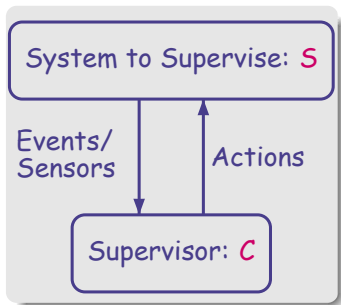 System to Supervise: S
Events/
Sensors
Actions
Supervisor: C